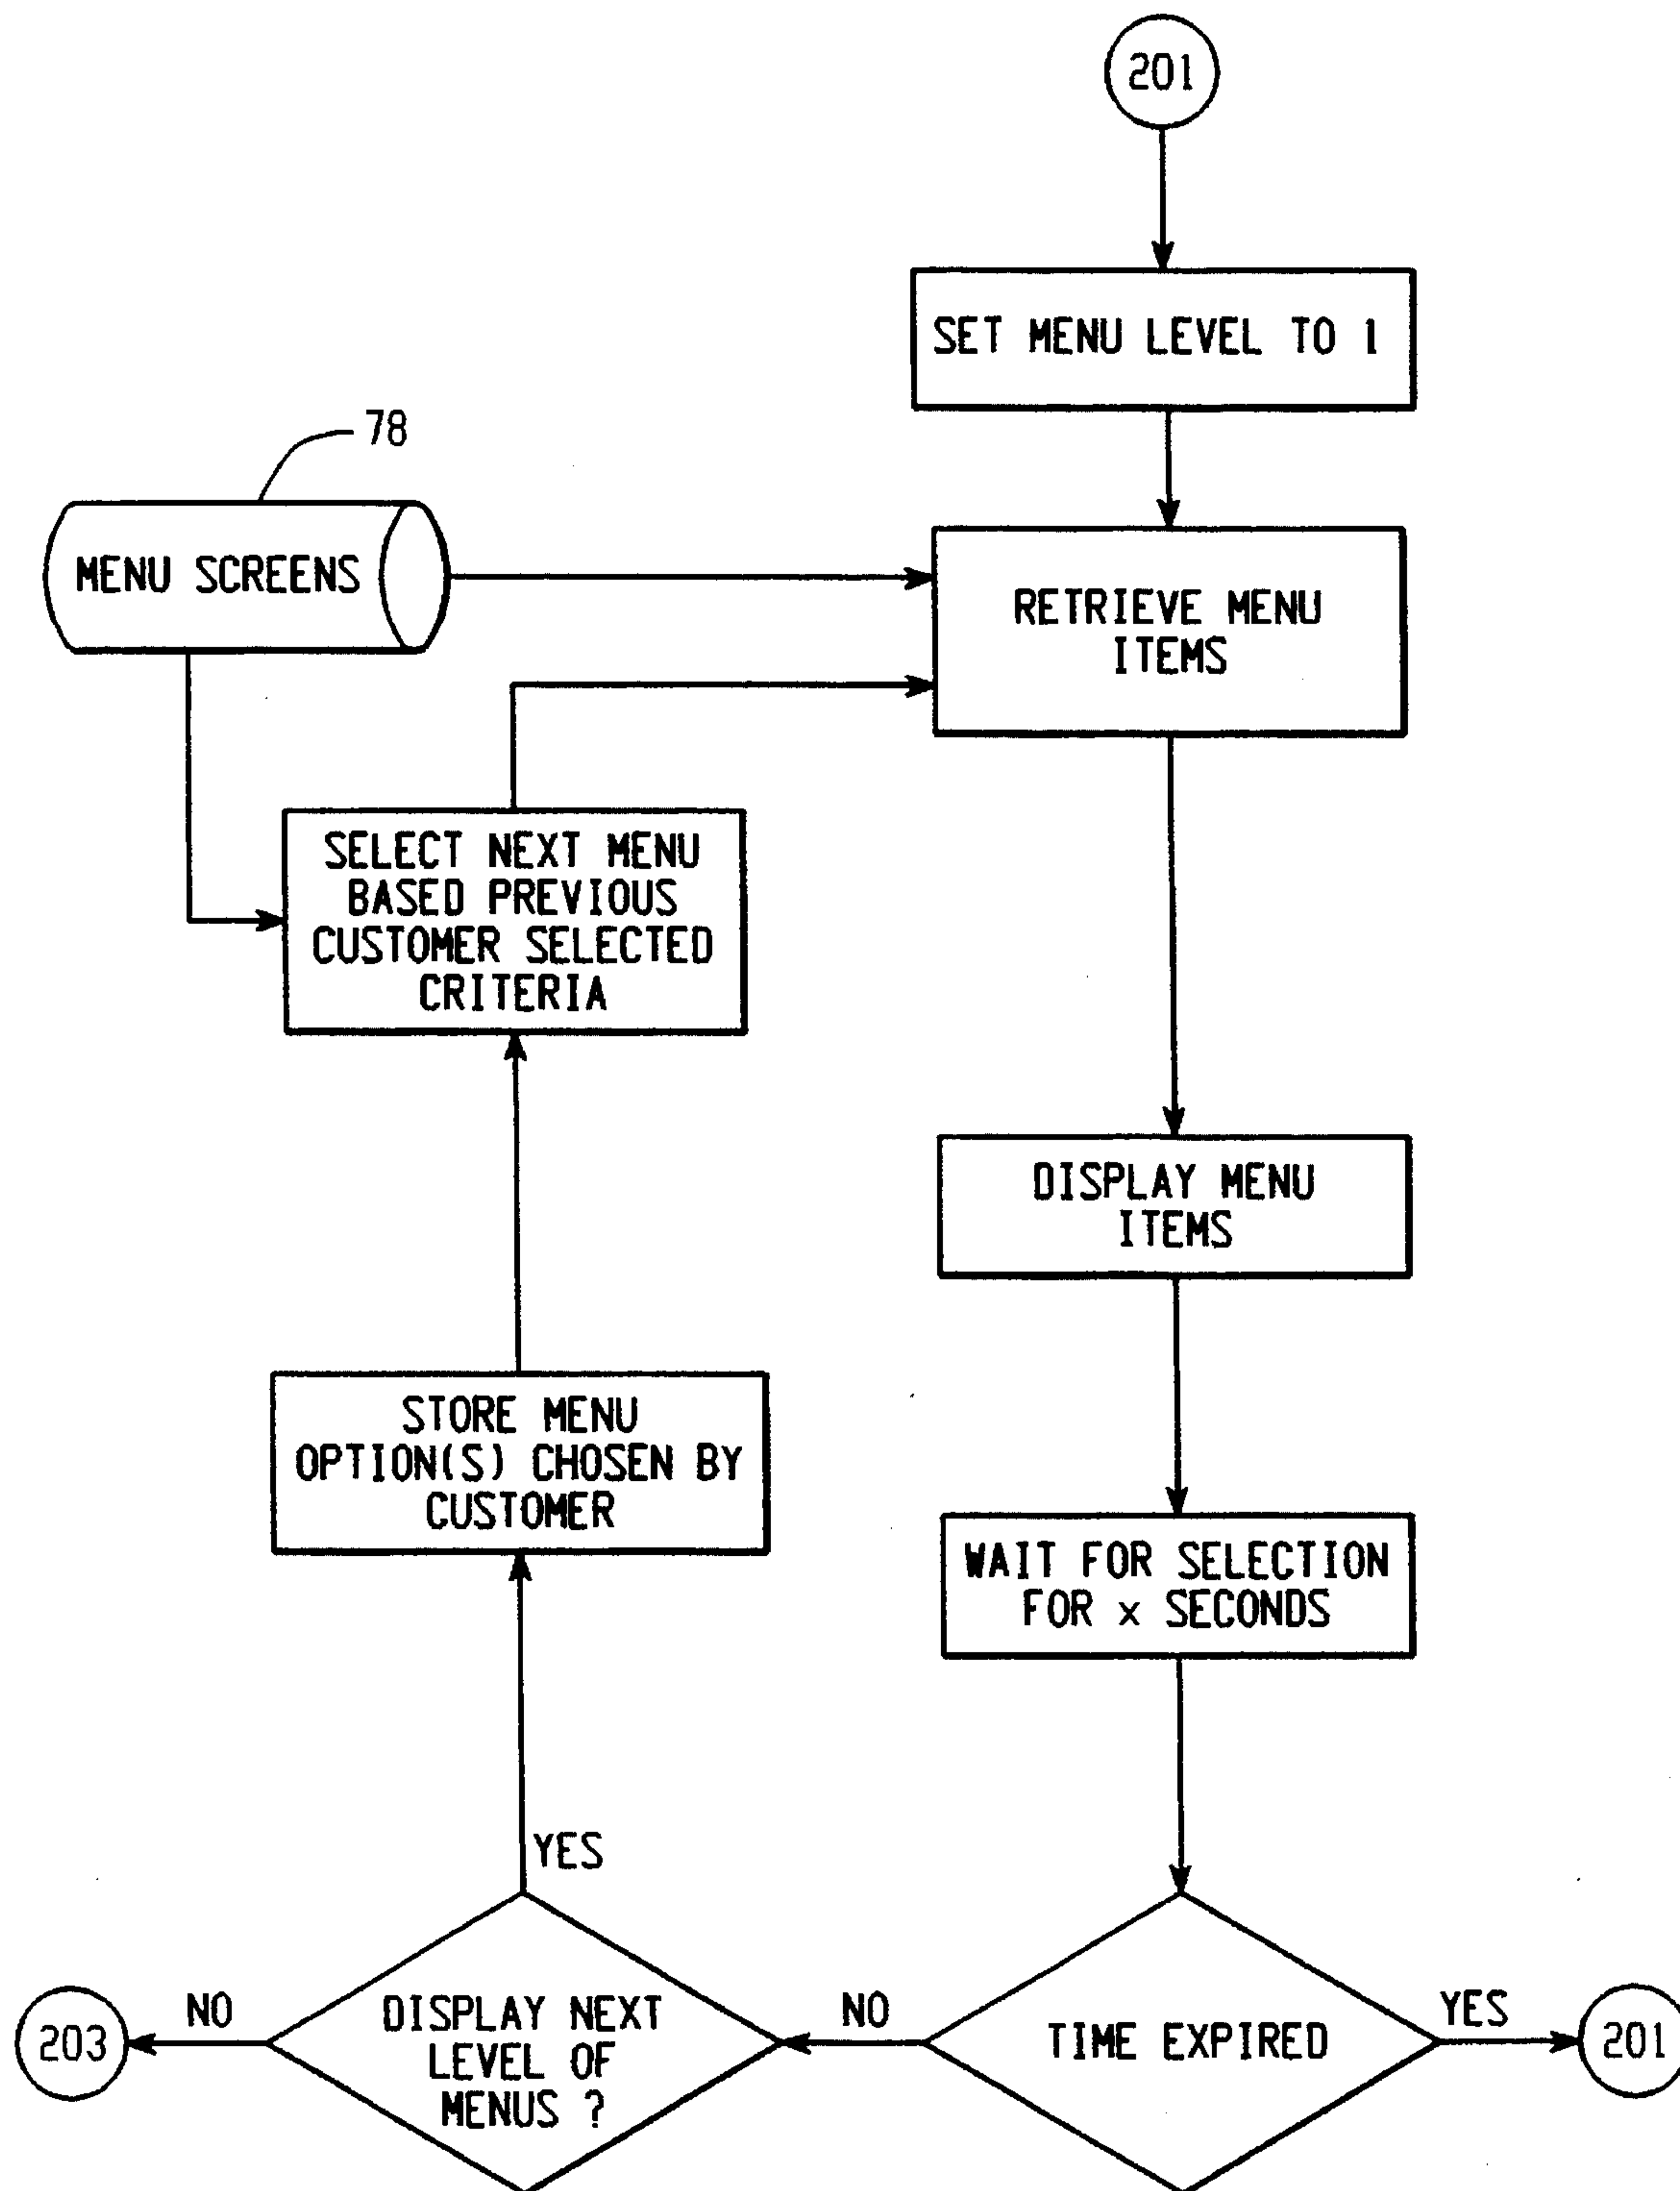 201
SET MENU LEVEL TO 1
78
MENU SCREENS
RETRIEVE MENU
ITEMS
SELECT NEXT MENU
BASED PREVIOUS
CUSTOMER SELECTED
CRITERIA
DISPLAY MENU
ITEMS
STORE MENU
OPTION(S) CHOSEN BY
CUSTOMER
WAIT FOR SELECTION
FOR x SECONDS
YES
203
NO
DISPLAY NEXT
LEVEL OF
MENUS ?
NO
TIME EXPIRED
YES
201